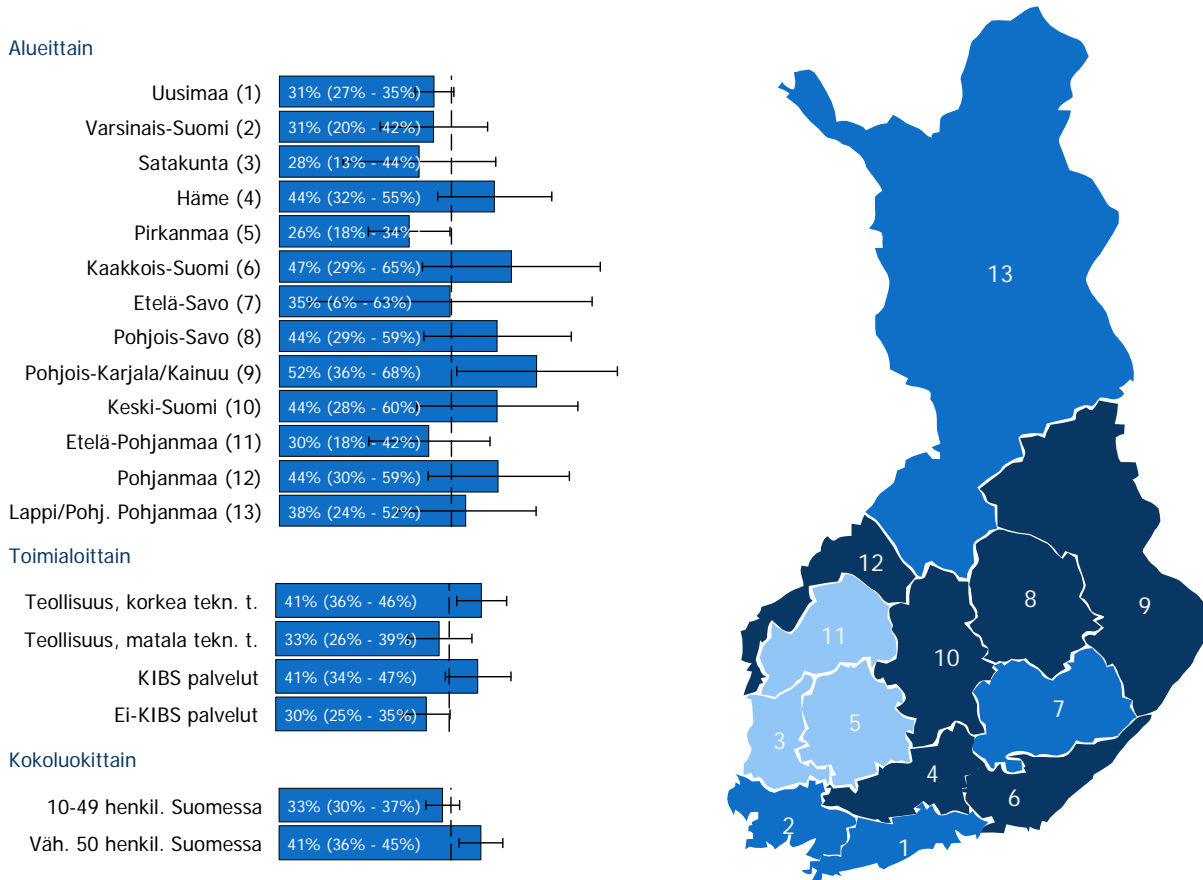 Alueittain
Uusimaa (1) 31% (27% - 35%)
Varsinais-Suomi (2) 31% (20% - 42%)
Satakunta (3) 28% (13% - 44%)
Häme (4) 44% (32% - 55%)
Pirkanmaa (5) 26% (18% - 34%)
Kaakkois-Suomi (6) 47% (29% - 65%)
Etelä-Savo (7) 35% (6% - 63%)
Pohjois-Savo (8) 44% (29% - 59%)
Pohjois-Karjala/Kainuu (9) 52% (36% - 68%)
Keski-Suomi (10) 44% (28% - 60%)
Etelä-Pohjanmaa (11) 30% (18% - 42%)
Pohjanmaa (12) 44% (30% - 59%)
Lappi/Pohj. Pohjanmaa (13) 38% (24% - 52%)
Toimialoittain
Teollisuus, korkea tekn. t. 41% (36% - 46%)
Teollisuus, matala tekn. t. 33% (26% - 39%)
KIBS palvelut 41% (34% - 47%)
Ei-KIBS palvelut 30% (25% - 35%)
Kokoluokittain
10-49 henkil. Suomessa 33% (30% - 37%)
Väh. 50 henkil. Suomessa 41% (36% - 45%)
13
12
8
9
11
10
7
5
3
4
6
2
1